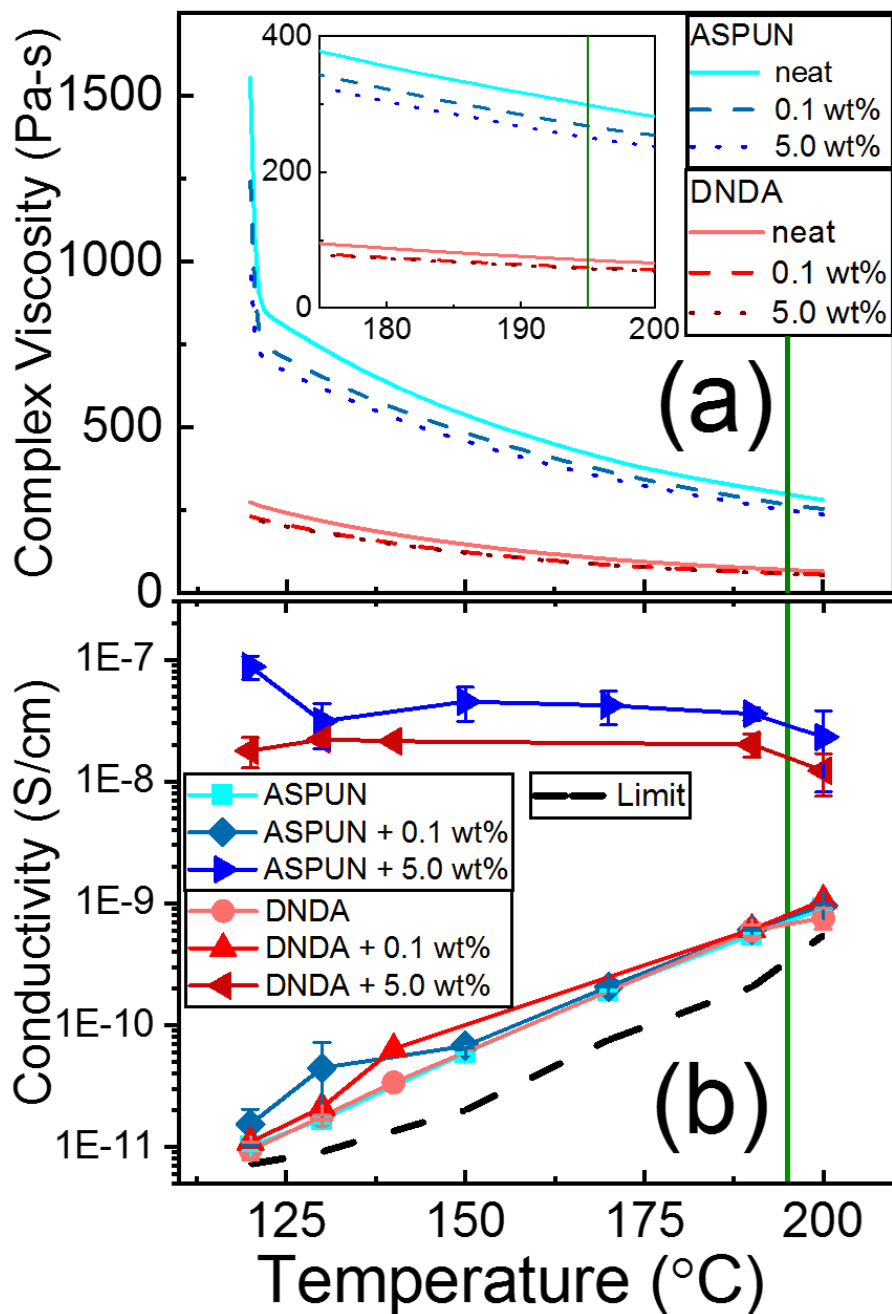 Complex Viscosity (Pa-s)
1500
1000
500
0
400
200
0
180 190 200
ASPUN
neat
0.1 wt%
5.0 wt%
DNDA
neat
0.1 wt%
5.0 wt%
(a)
Conductivity (S/cm)
1E-7
1E-8
1E-9
1E-10
1E-11
ASPUN
ASPUN + 0.1 wt%
ASPUN + 5.0 wt%
DNDA
DNDA + 0.1 wt%
DNDA + 5.0 wt%
Limit
(b)
125 150 175 200
Temperature (°C)